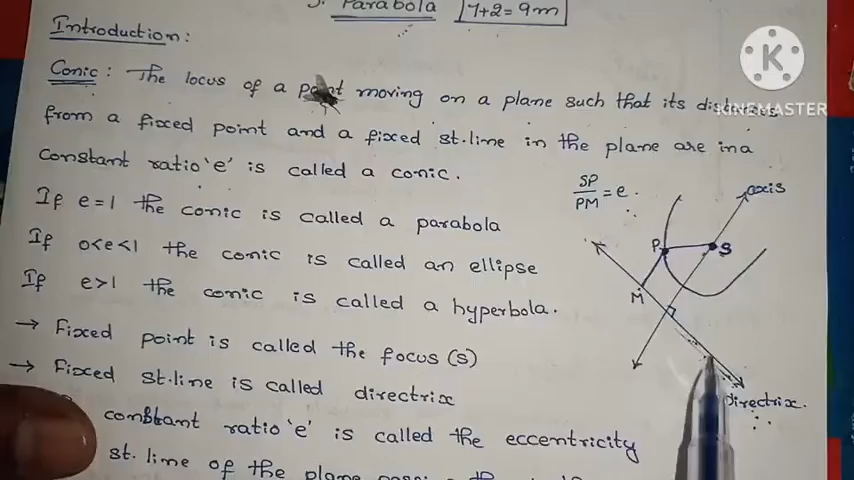 Parabola 7+2=9m
Introduction:
Conic: The locus of a point moving on a plane such that its distances
from a fixed point and a fixed st.line in the plane are in a
constant ratio 'e' is called a conic.
If e=1 the conic is called a parabola
If 0<e<1 the conic is called an ellipse
If e>1 the conic is called a hyperbola.
→ Fixed point is called the focus (s)
→ Fixed st.line is called directrix
constant ratio 'e' is called the eccentricity
st. line of the plane
SP/PM = e.
axis
P
S
M
directrix.
K
KINEMASTER